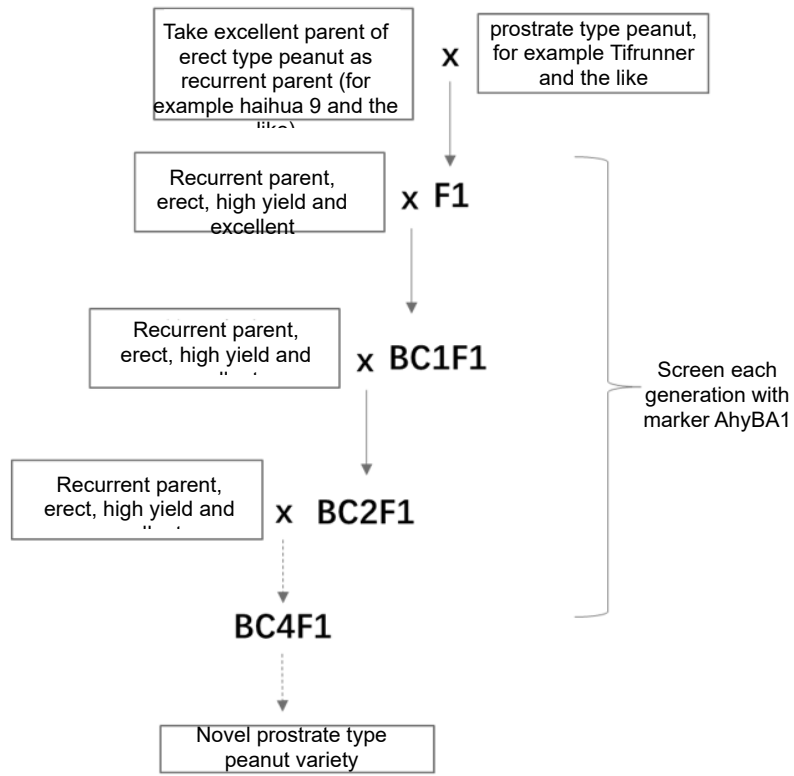 Take excellent parent of
erect type peanut as
recurrent parent (for
example haihua 9 and the
like)
x
prostrate type peanut,
for example Tifrunner
and the like
Recurrent parent,
erect, high yield and
excellent
x
F1
Recurrent parent,
erect, high yield and
x
BC1F1
Screen each
generation with
marker AhyBA1
Recurrent parent,
erect, high yield and
x
BC2F1
BC4F1
Novel prostrate type
peanut variety